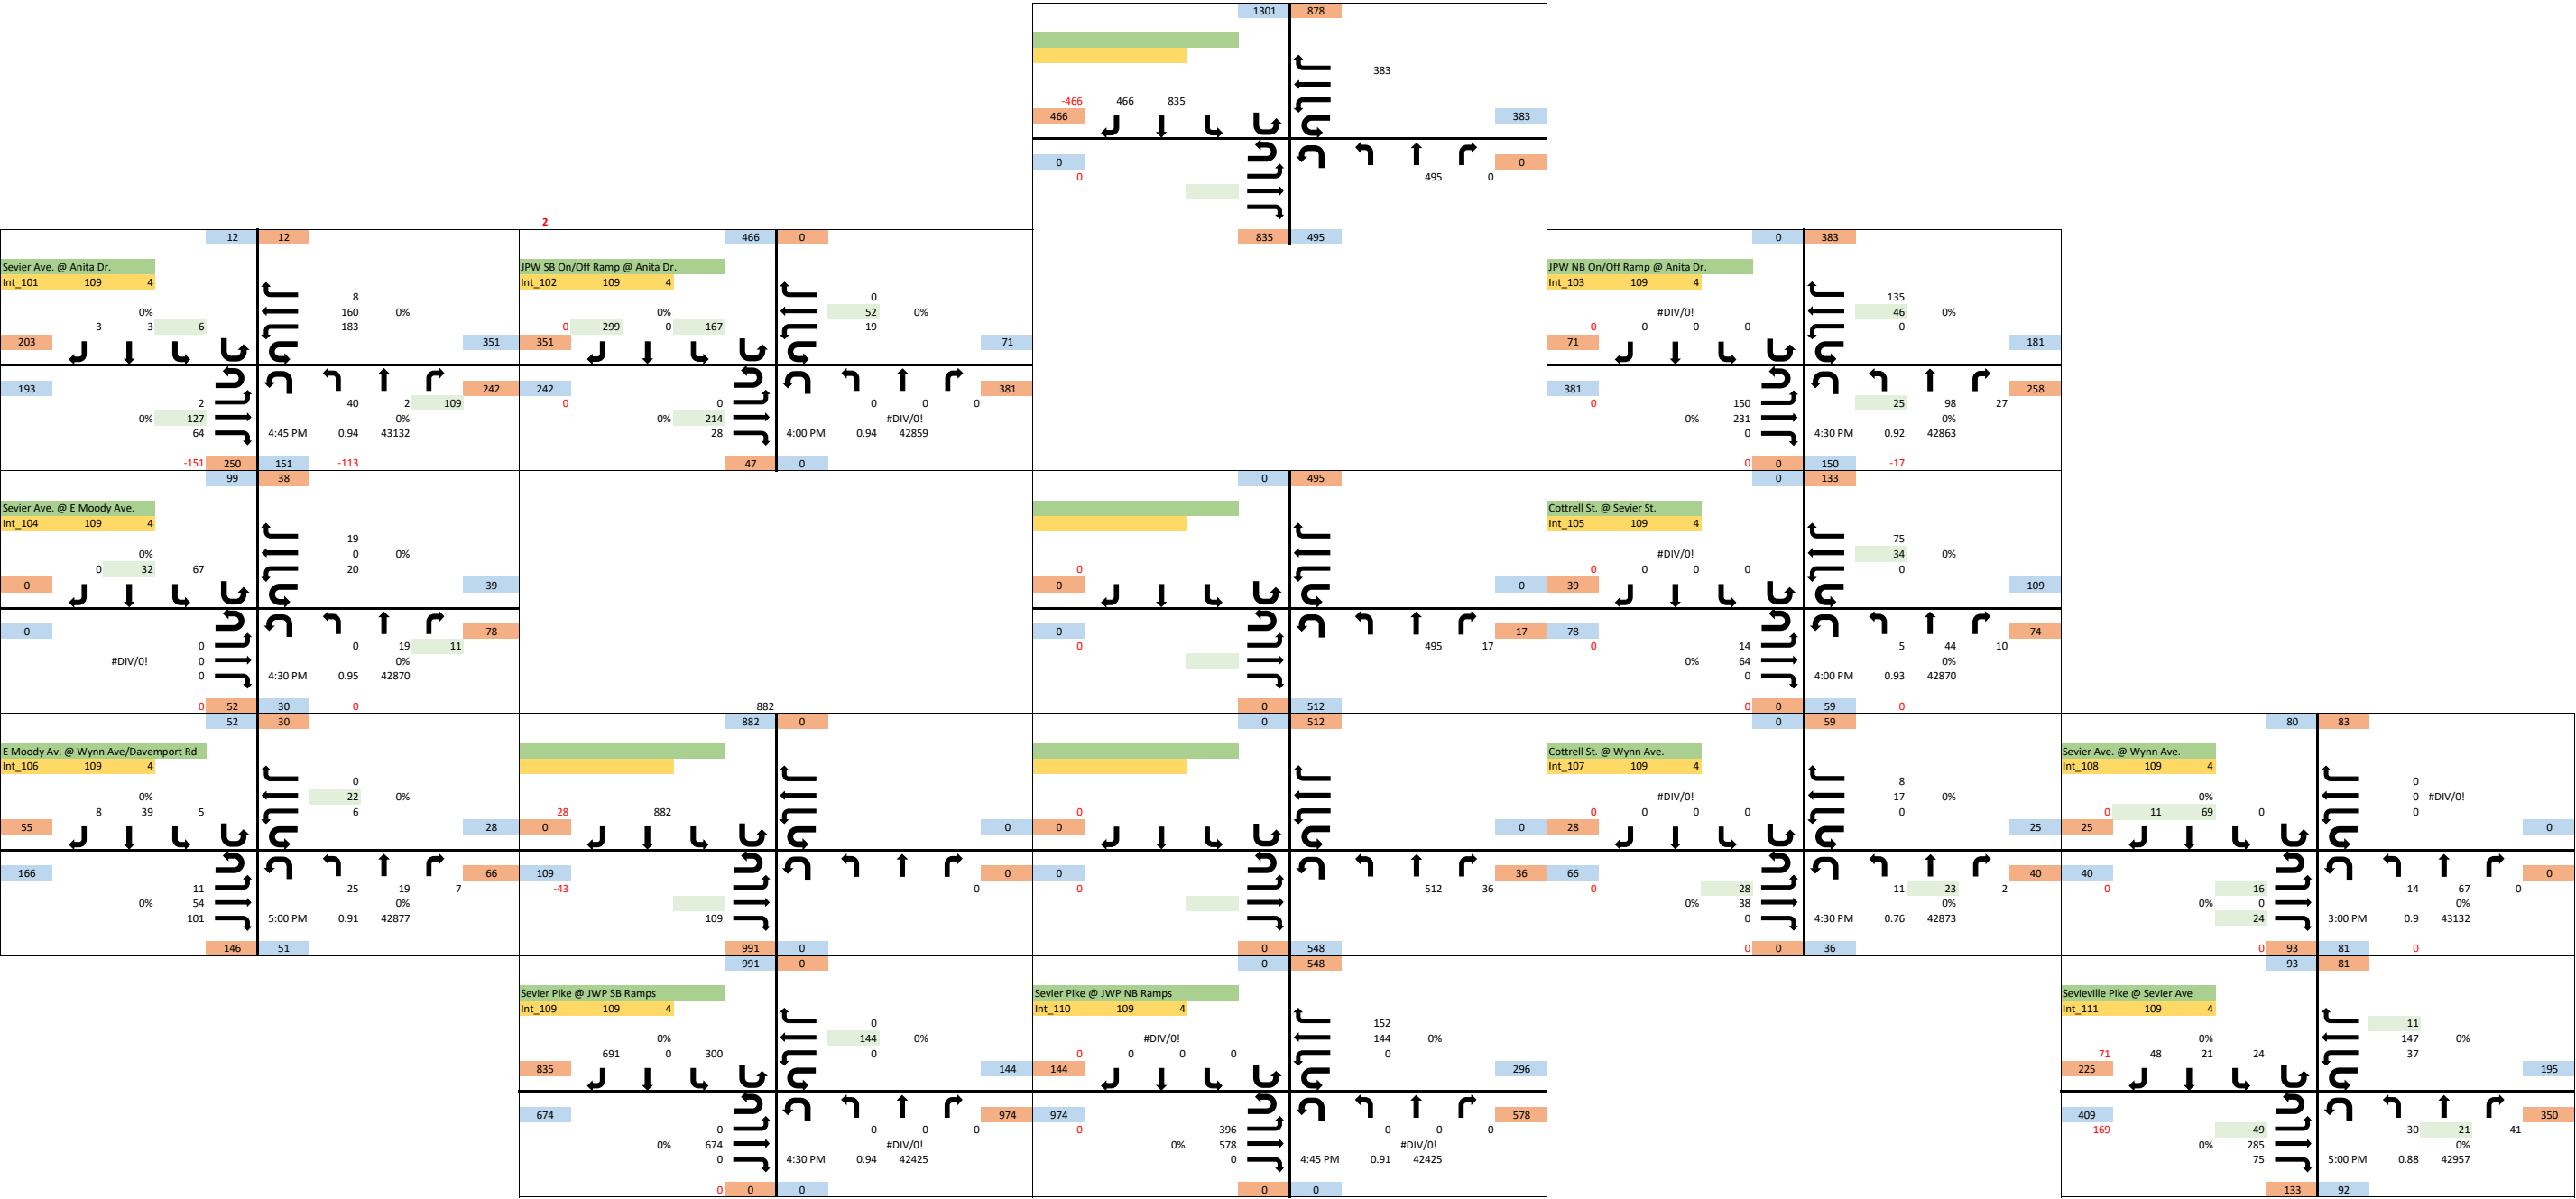 1301 878
383
-466 466 835
466 383
0 0
0 495 0
835 495
2
12 12
Sevier Ave. @ Anita Dr.
Int_101 109 4
8
0% 160 0%
3 3 6 183
203 351
193 242
2 40 2 109
0% 127 0%
64 4:45 PM 0.94 43132
-151 250 151 -113
466 0
JPW SB On/Off Ramp @ Anita Dr.
Int_102 109 4
0
0% 52 0%
0 299 0 167 19
351 71
242 381
0 0 0 0 0
0% 214 #DIV/0!
28 4:00 PM 0.94 42859
47 0
0 383
JPW NB On/Off Ramp @ Anita Dr.
Int_103 109 4
135
#DIV/0! 46 0%
0 0 0 0 0
71 181
381 258
0 150 25 98 27
0% 231 0%
0 4:30 PM 0.92 42863
0 0 150 -17
99 38
Sevier Ave. @ E Moody Ave.
Int_104 109 4
19
0% 0 0%
0 32 67 20
0 39
0 78
0 0 19 11
#DIV/0! 0 0%
0 4:30 PM 0.95 42870
0 52 30 0
882
0 495
0
0 0
0 17
0 495 17
0 512
0 133
Cottrell St. @ Sevier St.
Int_105 109 4
75
#DIV/0! 34 0%
0 0 0 0 0
39 109
78 74
0 14 5 44 10
0% 64 0%
0 4:00 PM 0.93 42870
0 0 59 0
52 30
E Moody Av. @ Wynn Ave/Davemport Rd
Int_106 109 4
0
0% 22 0%
8 39 5 6
55 28
166 66
11 25 19 7
0% 54 0%
101 5:00 PM 0.91 42877
146 51
882 0
28 882
0 0
109 0
-43 0
109
991 0
0 512
0
0 0
0 36
0 512 36
0 548
0 59
Cottrell St. @ Wynn Ave.
Int_107 109 4
8
#DIV/0! 17 0%
0 0 0 0 0
28 25
66 40
0 28 11 23 2
0% 38 0%
0 4:30 PM 0.76 42873
0 0 36
80 83
Sevier Ave. @ Wynn Ave.
Int_108 109 4
0
0% 0 #DIV/0!
0 11 69 0 0
25 0
40 0
0 16 14 67 0
0% 0 0%
24 3:00 PM 0.9 43132
0 93 81 0
991 0
Sevier Pike @ JWP SB Ramps
Int_109 109 4
0
0% 144 0%
691 0 300 0
835 144
674 974
0 0 0 0
0% 674 #DIV/0!
0 4:30 PM 0.94 42425
0 0 0
0 548
Sevier Pike @ JWP NB Ramps
Int_110 109 4
152
#DIV/0! 144 0%
0 0 0 0 0
144 296
974 578
0 396 0 0 0
0% 578 #DIV/0!
0 4:45 PM 0.91 42425
0 0
93 81
Sevieville Pike @ Sevier Ave
Int_111 109 4
11
0% 147 0%
71 48 21 24 37
225 195
409 350
169 49 30 21 41
0% 285 0%
75 5:00 PM 0.88 42957
133 92